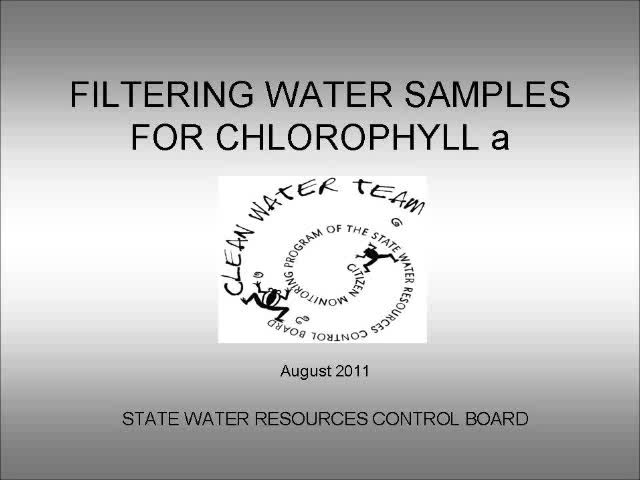 FILTERING WATER SAMPLES
FOR CHLOROPHYLL a
CLEAN WATER TEAM
CITIZEN MONITORING PROGRAM OF THE STATE WATER RESOURCES CONTROL BOARD
August 2011
STATE WATER RESOURCES CONTROL BOARD